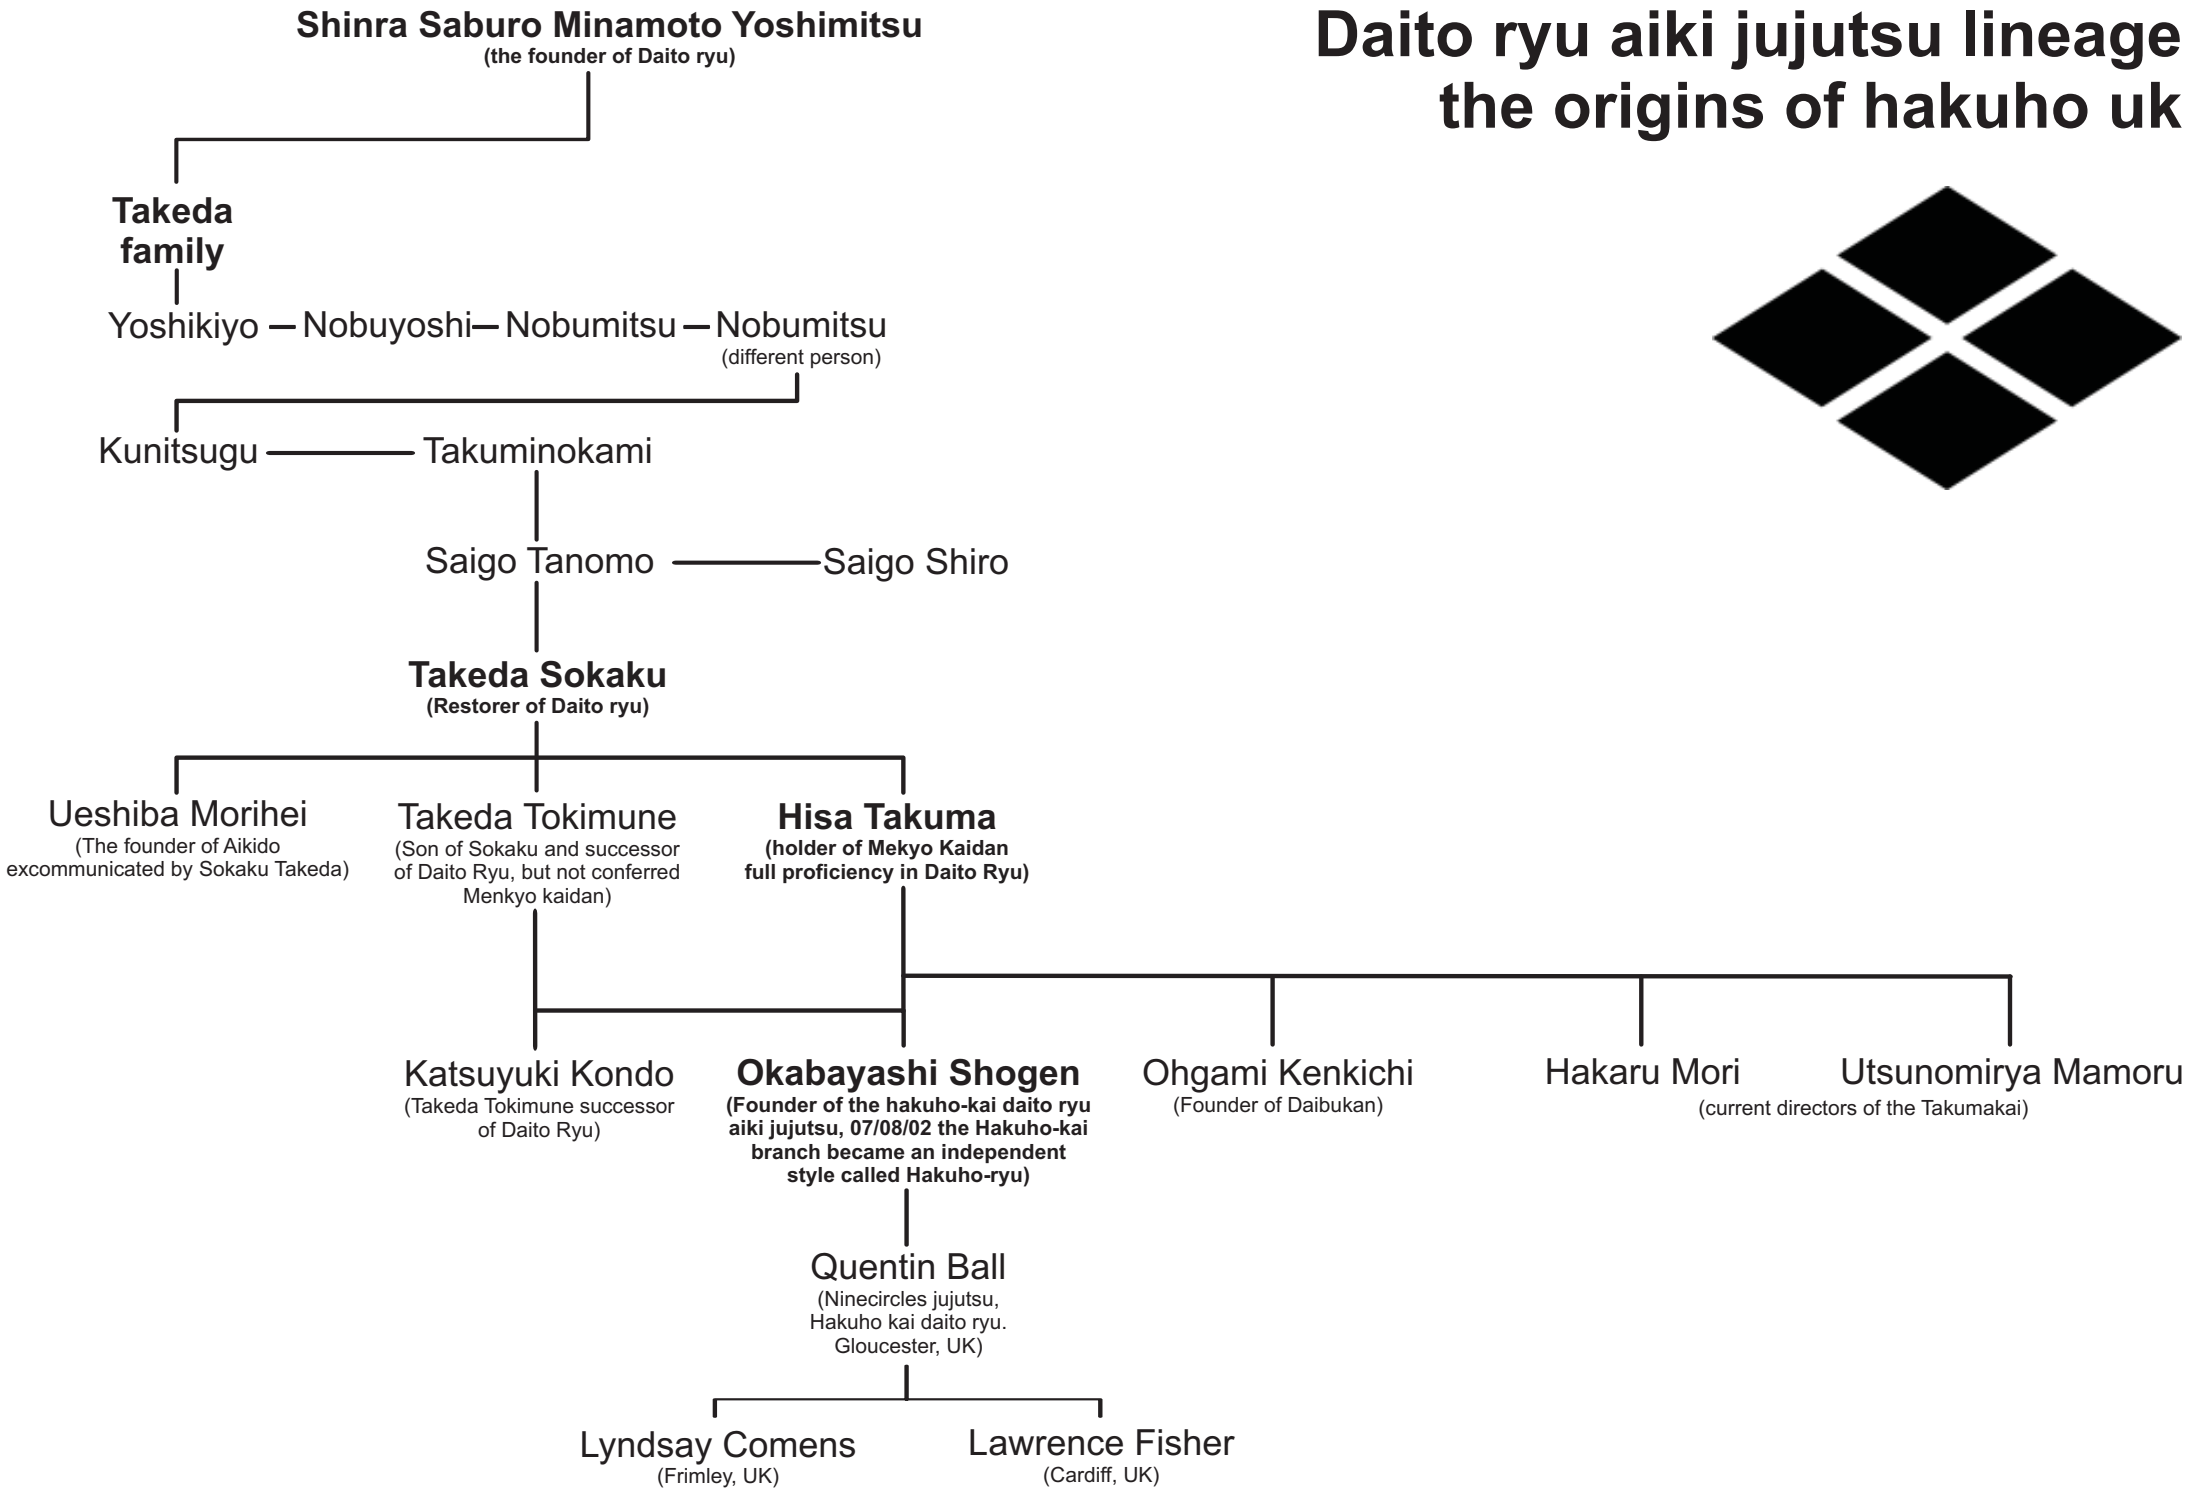 Daito ryu aiki jujutsu lineage
the origins of hakuho uk
Shinra Saburo Minamoto Yoshimitsu
(the founder of Daito ryu)
Takeda
family
Yoshikiyo
Nobuyoshi
Nobumitsu
Nobumitsu
(different person)
Kunitsugu
Takuminokami
Saigo Tanomo
Saigo Shiro
Takeda Sokaku
(Restorer of Daito ryu)
Ueshiba Morihei
(The founder of Aikido
excommunicated by Sokaku Takeda)
Takeda Tokimune
(Son of Sokaku and successor
of Daito Ryu, but not conferred
Menkyo kaidan)
Hisa Takuma
(holder of Mekyo Kaidan
full proficiency in Daito Ryu)
Katsuyuki Kondo
(Takeda Tokimune successor
of Daito Ryu)
Okabayashi Shogen
(Founder of the hakuho-kai daito ryu
aiki jujutsu, 07/08/02 the Hakuho-kai
branch became an independent
style called Hakuho-ryu)
Ohgami Kenkichi
(Founder of Daibukan)
Hakaru Mori
Utsunomirya Mamoru
(current directors of the Takumakai)
Quentin Ball
(Ninecircles jujutsu,
Hakuho kai daito ryu.
Gloucester, UK)
Lyndsay Comens
(Frimley, UK)
Lawrence Fisher
(Cardiff, UK)